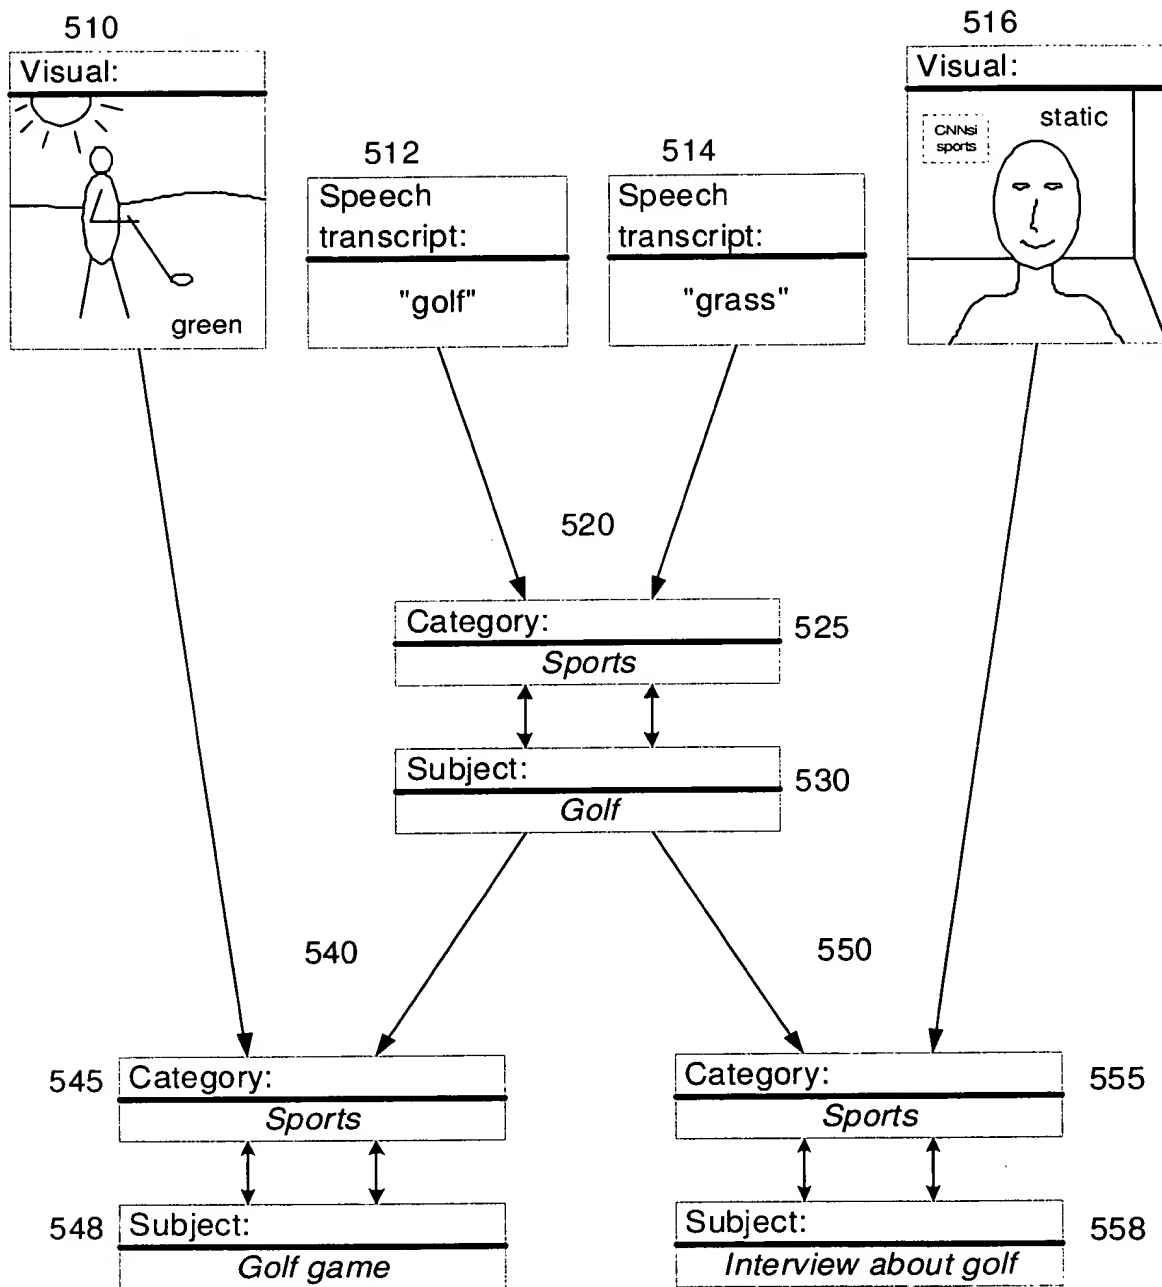 510
516
Visual:
Visual:
CNNsi
sports
static
green
512
514
Speech
transcript:
"golf"
Speech
transcript:
"grass"
520
Category:
Sports
525
Subject:
Golf
530
540
550
545
Category:
Sports
Category:
Sports
555
548
Subject:
Golf game
Subject:
Interview about golf
558